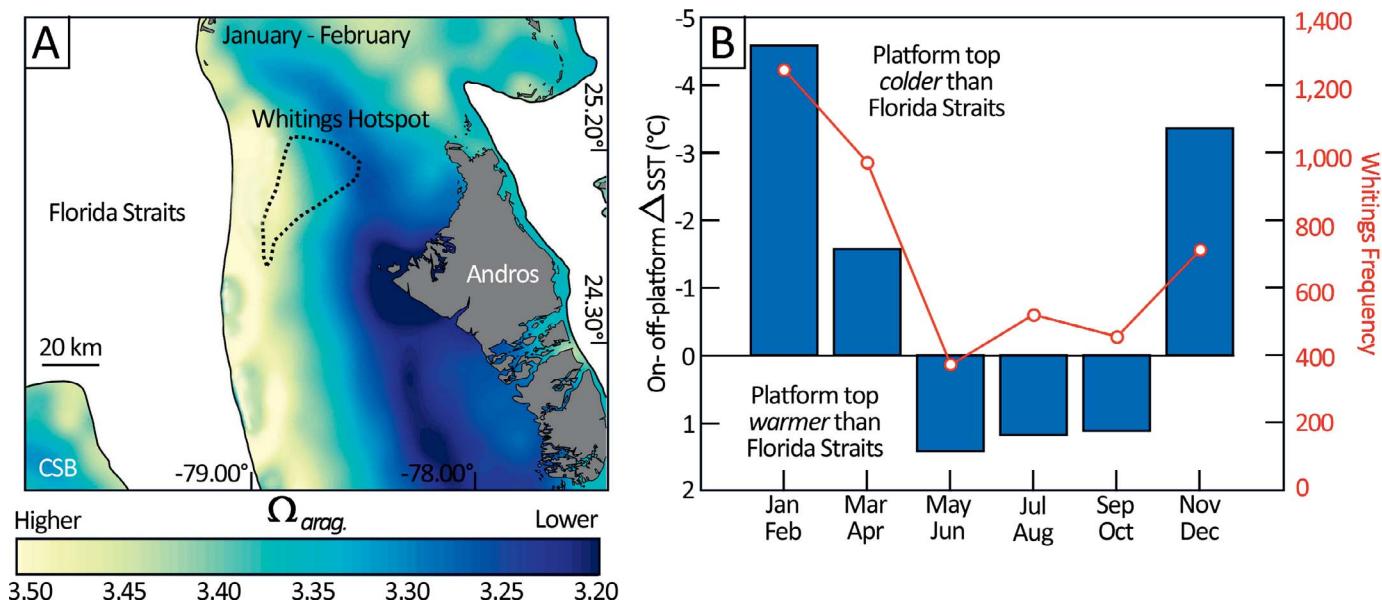 A
January - February
Whitings Hotspot
Florida Straits
Andros
20 km
CSB
-79.00°
-78.00°
25.20°
24.30°
Higher
Ω arag.
Lower
3.50
3.45
3.40
3.35
3.30
3.25
3.20
B
Platform top
colder than
Florida Straits
Platform top
warmer than
Florida Straits
On- off-platform Δ SST (°C)
-5
-4
-3
-2
-1
0
1
2
Jan
Feb
Mar
Apr
May
Jun
Jul
Aug
Sep
Oct
Nov
Dec
1,400
1,200
1,000
800
600
400
200
0
Whitings Frequency